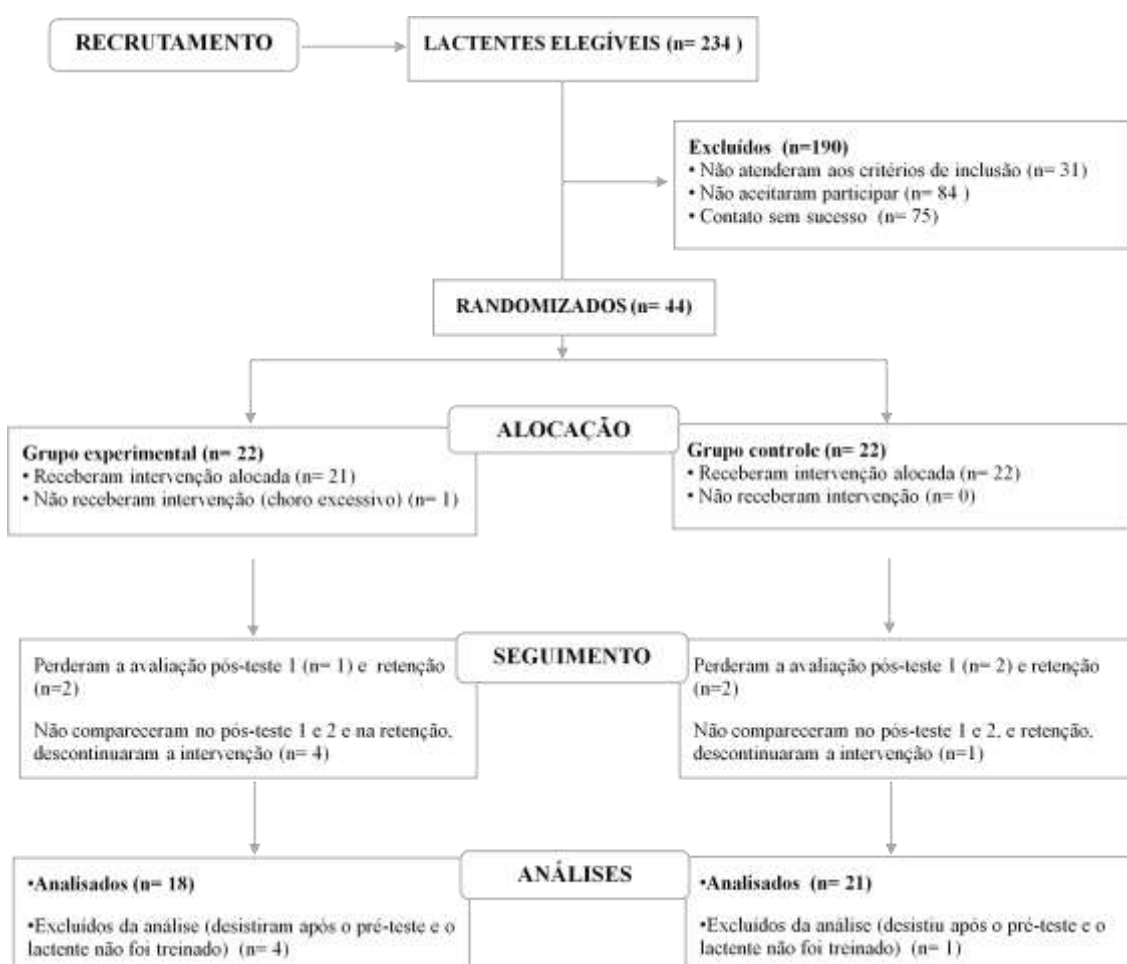 RECRUTAMENTO
LACTENTES ELEGÍVEIS (n= 234 )
Excluídos (n=190)
• Não atenderam aos critérios de inclusão (n= 31)
• Não aceitaram participar (n= 84 )
• Contato sem sucesso (n= 75)
RANDOMIZADOS (n= 44)
ALOCAÇÃO
Grupo experimental (n= 22)
• Receberam intervenção alocada (n= 21)
• Não receberam intervenção (choro excessivo) (n= 1)
Grupo controle (n= 22)
• Receberam intervenção alocada (n= 22)
• Não receberam intervenção (n= 0)
SEGUIMENTO
Perderam a avaliação pós-teste 1 (n= 1) e retenção
(n=2)
Não compareceram no pós-teste 1 e 2 e na retenção,
descontinuaram a intervenção (n= 4)
Perderam a avaliação pós-teste 1 (n= 2) e retenção
(n=2)
Não compareceram no pós-teste 1 e 2, e retenção,
descontinuaram a intervenção (n=1)
ANÁLISES
•Analisados (n= 18)
•Excluídos da análise (desistiram após o pré-teste e o
lactente não foi treinado) (n= 4)
•Analisados (n= 21)
•Excluídos da análise (desistiu após o pré-teste e o
lactente não foi treinado) (n= 1)